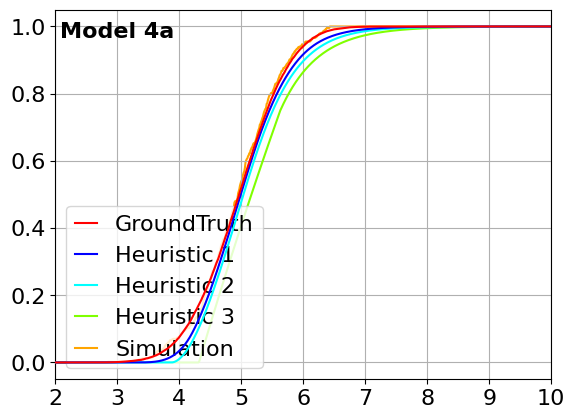 Model 4a
1.0
0.8
0.6
0.4
0.2
0.0
GroundTruth
Heuristic 1
Heuristic 2
Heuristic 3
Simulation
2 3 4 5 6 7 8 9 10